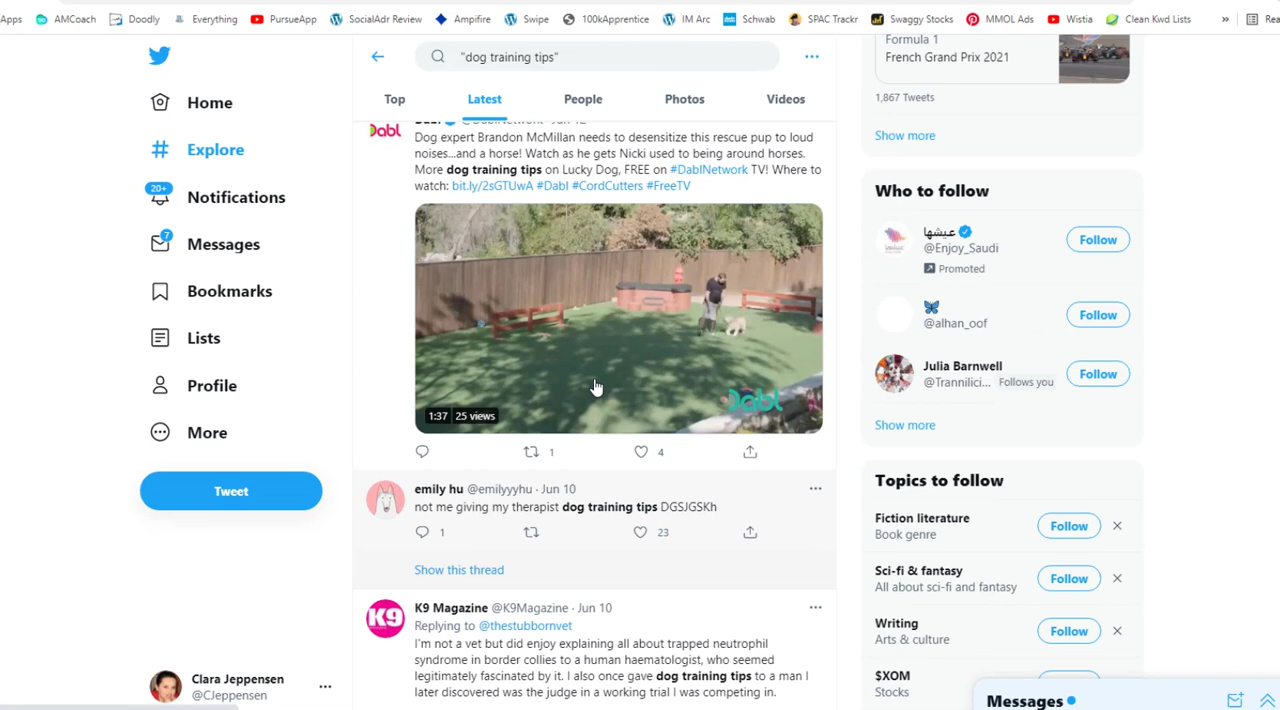 Apps AMCoach Doodly Everything PursueApp SocialAdr Review Ampifire Swipe 100kApprentice IM Arc Schwab SPAC Trackr Swaggy Stocks MMOL Ads Wistia Clean Kwd Lists » Rea
"dog training tips"
Top Latest People Photos Videos
Home
Explore
20+ Notifications
7 Messages
Bookmarks
Lists
Profile
More
Tweet
Clara Jeppensen
@CJeppensen
Dabl
Dabl @DablNetwork · Jun 12
Dog expert Brandon McMillan needs to desensitize this rescue pup to loud
noises...and a horse! Watch as he gets Nicki used to being around horses.
More dog training tips on Lucky Dog, FREE on #DablNetwork TV! Where to
watch: bit.ly/2sGTUwA #Dabl #CordCutters #FreeTV
Dabl
1:37 25 views
1 4
emily hu @emilyyyhu · Jun 10
not me giving my therapist dog training tips DGSJGSKh
1 23
Show this thread
K9
K9 Magazine @K9Magazine · Jun 10
Replying to @thestubbornvet
I'm not a vet but did enjoy explaining all about trapped neutrophil
syndrome in border collies to a human haematologist, who seemed
legitimately fascinated by it. I also once gave dog training tips to a man I
later discovered was the judge in a working trial I was competing in.
Formula 1
French Grand Prix 2021
1,867 Tweets
Show more
Who to follow
عيشها
@Enjoy_Saudi
Promoted
Follow
@alhan_oof
Follow
Julia Barnwell
@Trannilici... Follows you
Follow
Show more
Topics to follow
Fiction literature
Book genre
Follow
Sci-fi & fantasy
All about sci-fi and fantasy
Follow
Writing
Arts & culture
Follow
$XOM
Stocks
Messages